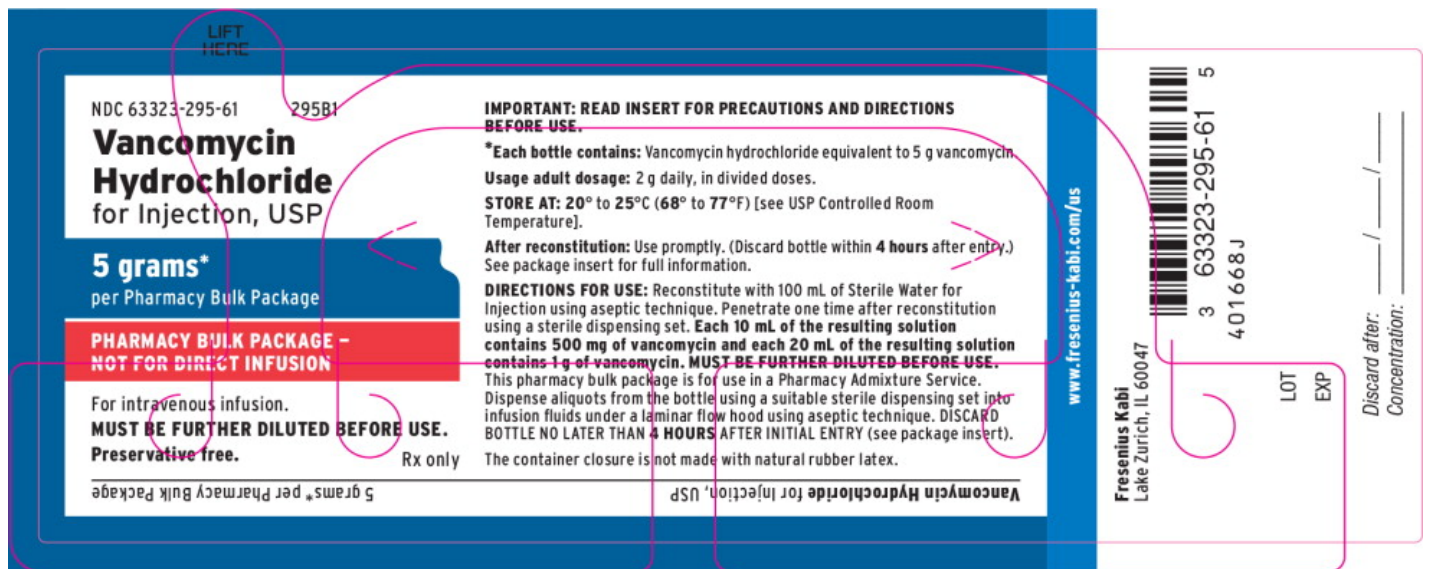 LIFT
HERE
NDC 63323-295-61 295B1
Vancomycin
Hydrochloride
for Injection, USP
5 grams*
per Pharmacy Bulk Package
PHARMACY BULK PACKAGE –
NOT FOR DIRECT INFUSION
For intravenous infusion.
MUST BE FURTHER DILUTED BEFORE USE.
Preservative free. Rx only
IMPORTANT: READ INSERT FOR PRECAUTIONS AND DIRECTIONS
BEFORE USE.
*Each bottle contains: Vancomycin hydrochloride equivalent to 5 g vancomycin.
Usage adult dosage: 2 g daily, in divided doses.
STORE AT: 20° to 25°C (68° to 77°F) [see USP Controlled Room
Temperature].
After reconstitution: Use promptly. (Discard bottle within 4 hours after entry.)
See package insert for full information.
DIRECTIONS FOR USE: Reconstitute with 100 mL of Sterile Water for
Injection using aseptic technique. Penetrate one time after reconstitution
using a sterile dispensing set. Each 10 mL of the resulting solution
contains 500 mg of vancomycin and each 20 mL of the resulting solution
contains 1 g of vancomycin. MUST BE FURTHER DILUTED BEFORE USE.
This pharmacy bulk package is for use in a Pharmacy Admixture Service.
Dispense aliquots from the bottle using a suitable sterile dispensing set into
infusion fluids under a laminar flow hood using aseptic technique. DISCARD
BOTTLE NO LATER THAN 4 HOURS AFTER INITIAL ENTRY (see package insert).
The container closure is not made with natural rubber latex.
Vancomycin Hydrochloride for Injection, USP 5 grams* per Pharmacy Bulk Package
www.fresenius-kabi.com/us
Fresenius Kabi
Lake Zurich, IL 60047
3 63323-295-61 5
401668J
LOT
EXP
Discard after: ____/____/____
Concentration: ____________